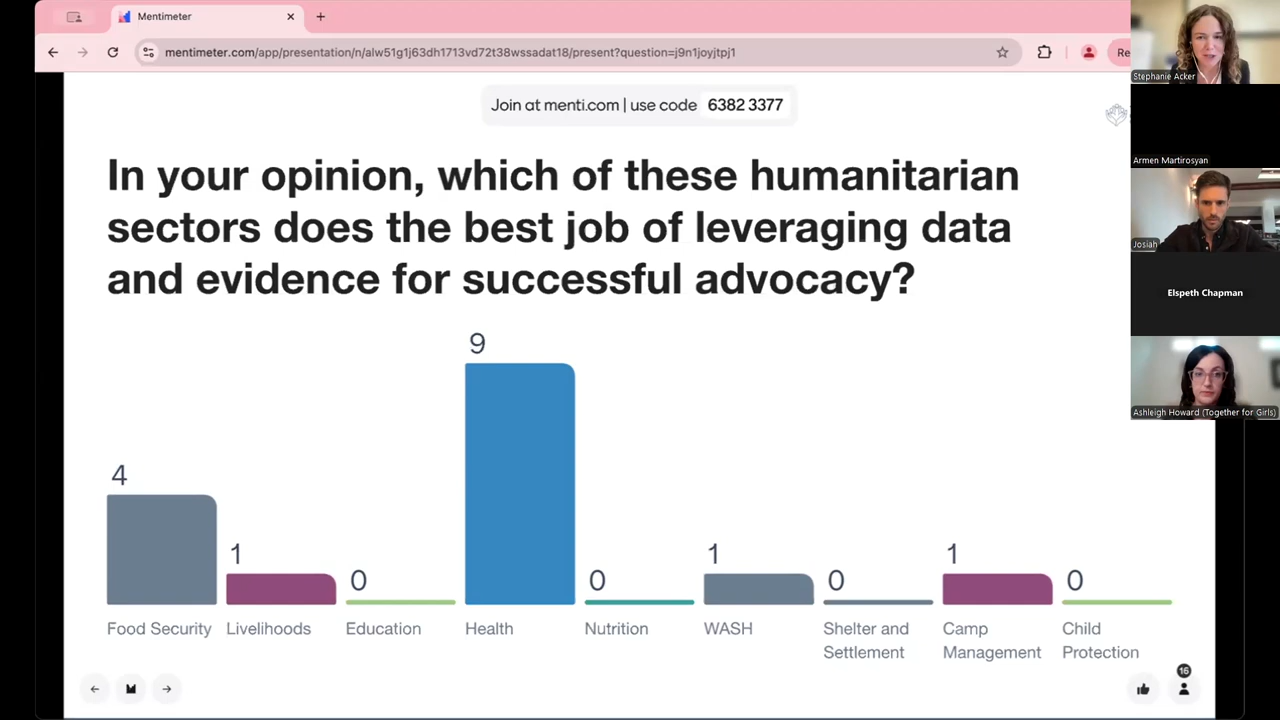 Mentimeter
mentimeter.com/app/presentation/n/alw51g1j63dh1713vd72t38wssadat18/present?question=j9n1joyjtpj1
Re
Join at menti.com | use code 6382 3377
In your opinion, which of these humanitarian
sectors does the best job of leveraging data
and evidence for successful advocacy?
4
1
0
9
0
1
0
1
0
Food Security
Livelihoods
Education
Health
Nutrition
WASH
Shelter and
Settlement
Camp
Management
Child
Protection
16
Stephanie Acker
Armen Martirosyan
Josiah
Elspeth Chapman
Ashleigh Howard (Together for Girls)